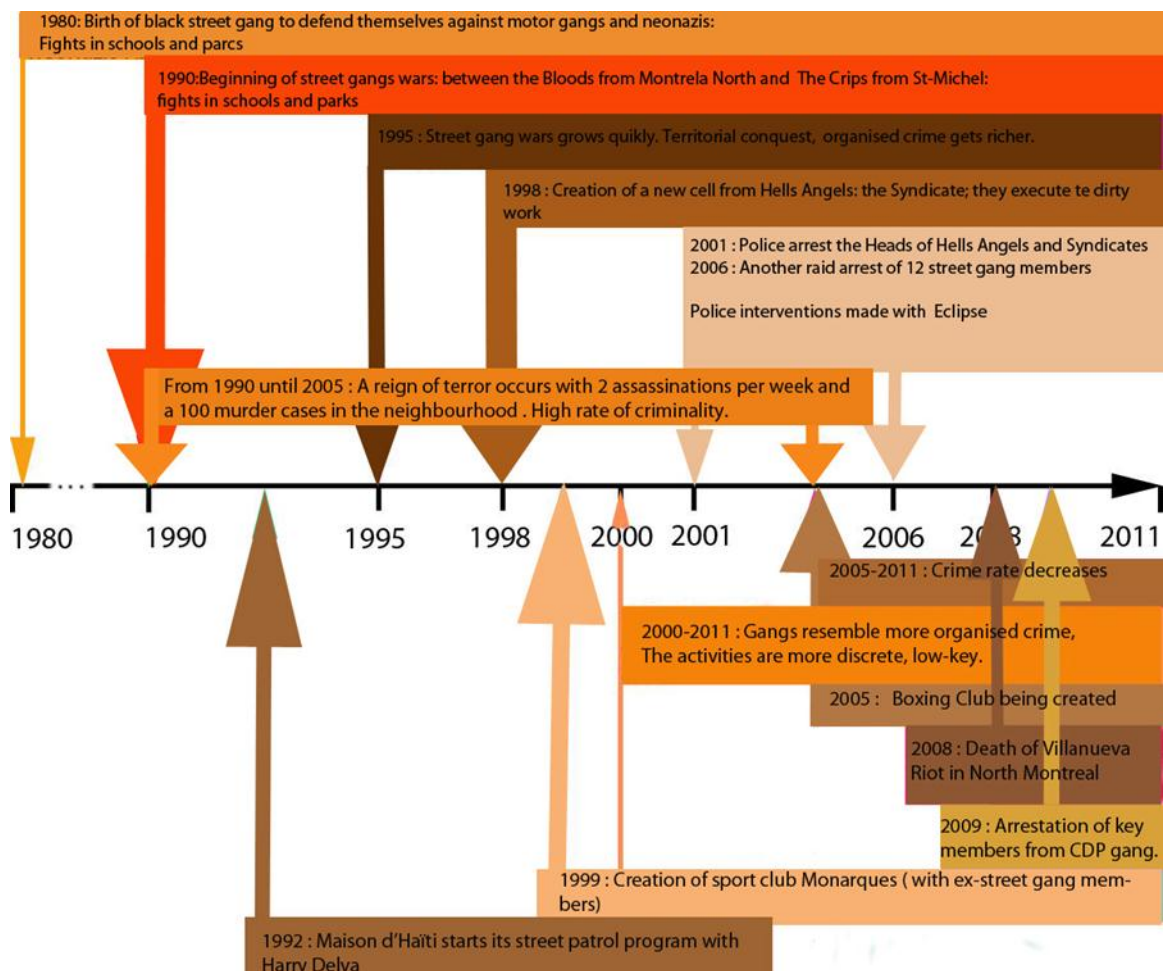 1980: Birth of black street gang to defend themselves against motor gangs and neonazis:
Fights in schools and parcs
1990:Beginning of street gangs wars: between the Bloods from Montrela North and The Crips from St-Michel:
fights in schools and parks
1995 : Street gang wars grows quikly. Territorial conquest, organised crime gets richer.
1998 : Creation of a new cell from Hells Angels: the Syndicate; they execute te dirty
work
2001 : Police arrest the Heads of Hells Angels and Syndicates
2006 : Another raid arrest of 12 street gang members
Police interventions made with Eclipse
From 1990 until 2005 : A reign of terror occurs with 2 assassinations per week and
a 100 murder cases in the neighbourhood . High rate of criminality.
1980 1990 1995 1998 2000 2001 2006 2011
2005-2011 : Crime rate decreases
2000-2011 : Gangs resemble more organised crime,
The activities are more discrete, low-key.
2005 : Boxing Club being created
2008 : Death of Villanueva
Riot in North Montreal
2009 : Arrestation of key
members from CDP gang.
1999 : Creation of sport club Monarques ( with ex-street gang mem-
bers)
1992 : Maison d'Haïti starts its street patrol program with
Harry Delva